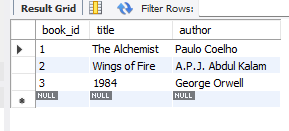 Result Grid Filter Rows:
book_id title author
1 The Alchemist Paulo Coelho
2 Wings of Fire A.P.J. Abdul Kalam
3 1984 George Orwell
NULL NULL NULL